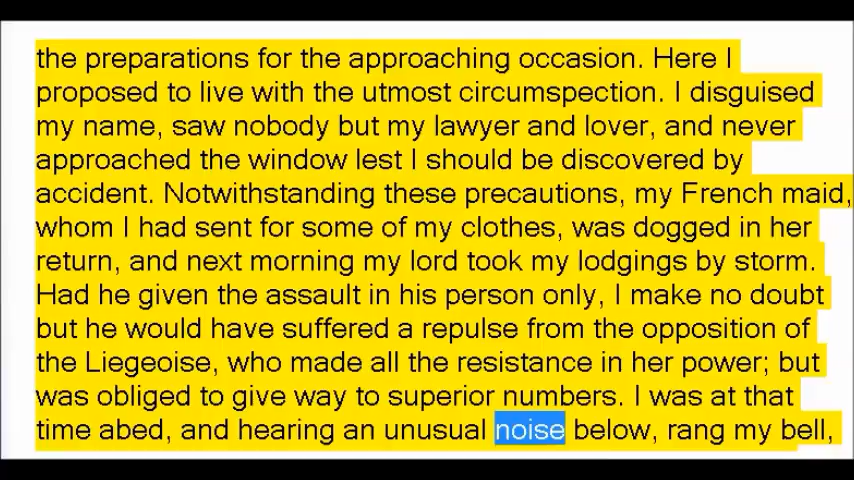 the preparations for the approaching occasion. Here I
proposed to live with the utmost circumspection. I disguised
my name, saw nobody but my lawyer and lover, and never
approached the window lest I should be discovered by
accident. Notwithstanding these precautions, my French maid,
whom I had sent for some of my clothes, was dogged in her
return, and next morning my lord took my lodgings by storm.
Had he given the assault in his person only, I make no doubt
but he would have suffered a repulse from the opposition of
the Liegeoise, who made all the resistance in her power; but
was obliged to give way to superior numbers. I was at that
time abed, and hearing an unusual noise below, rang my bell,